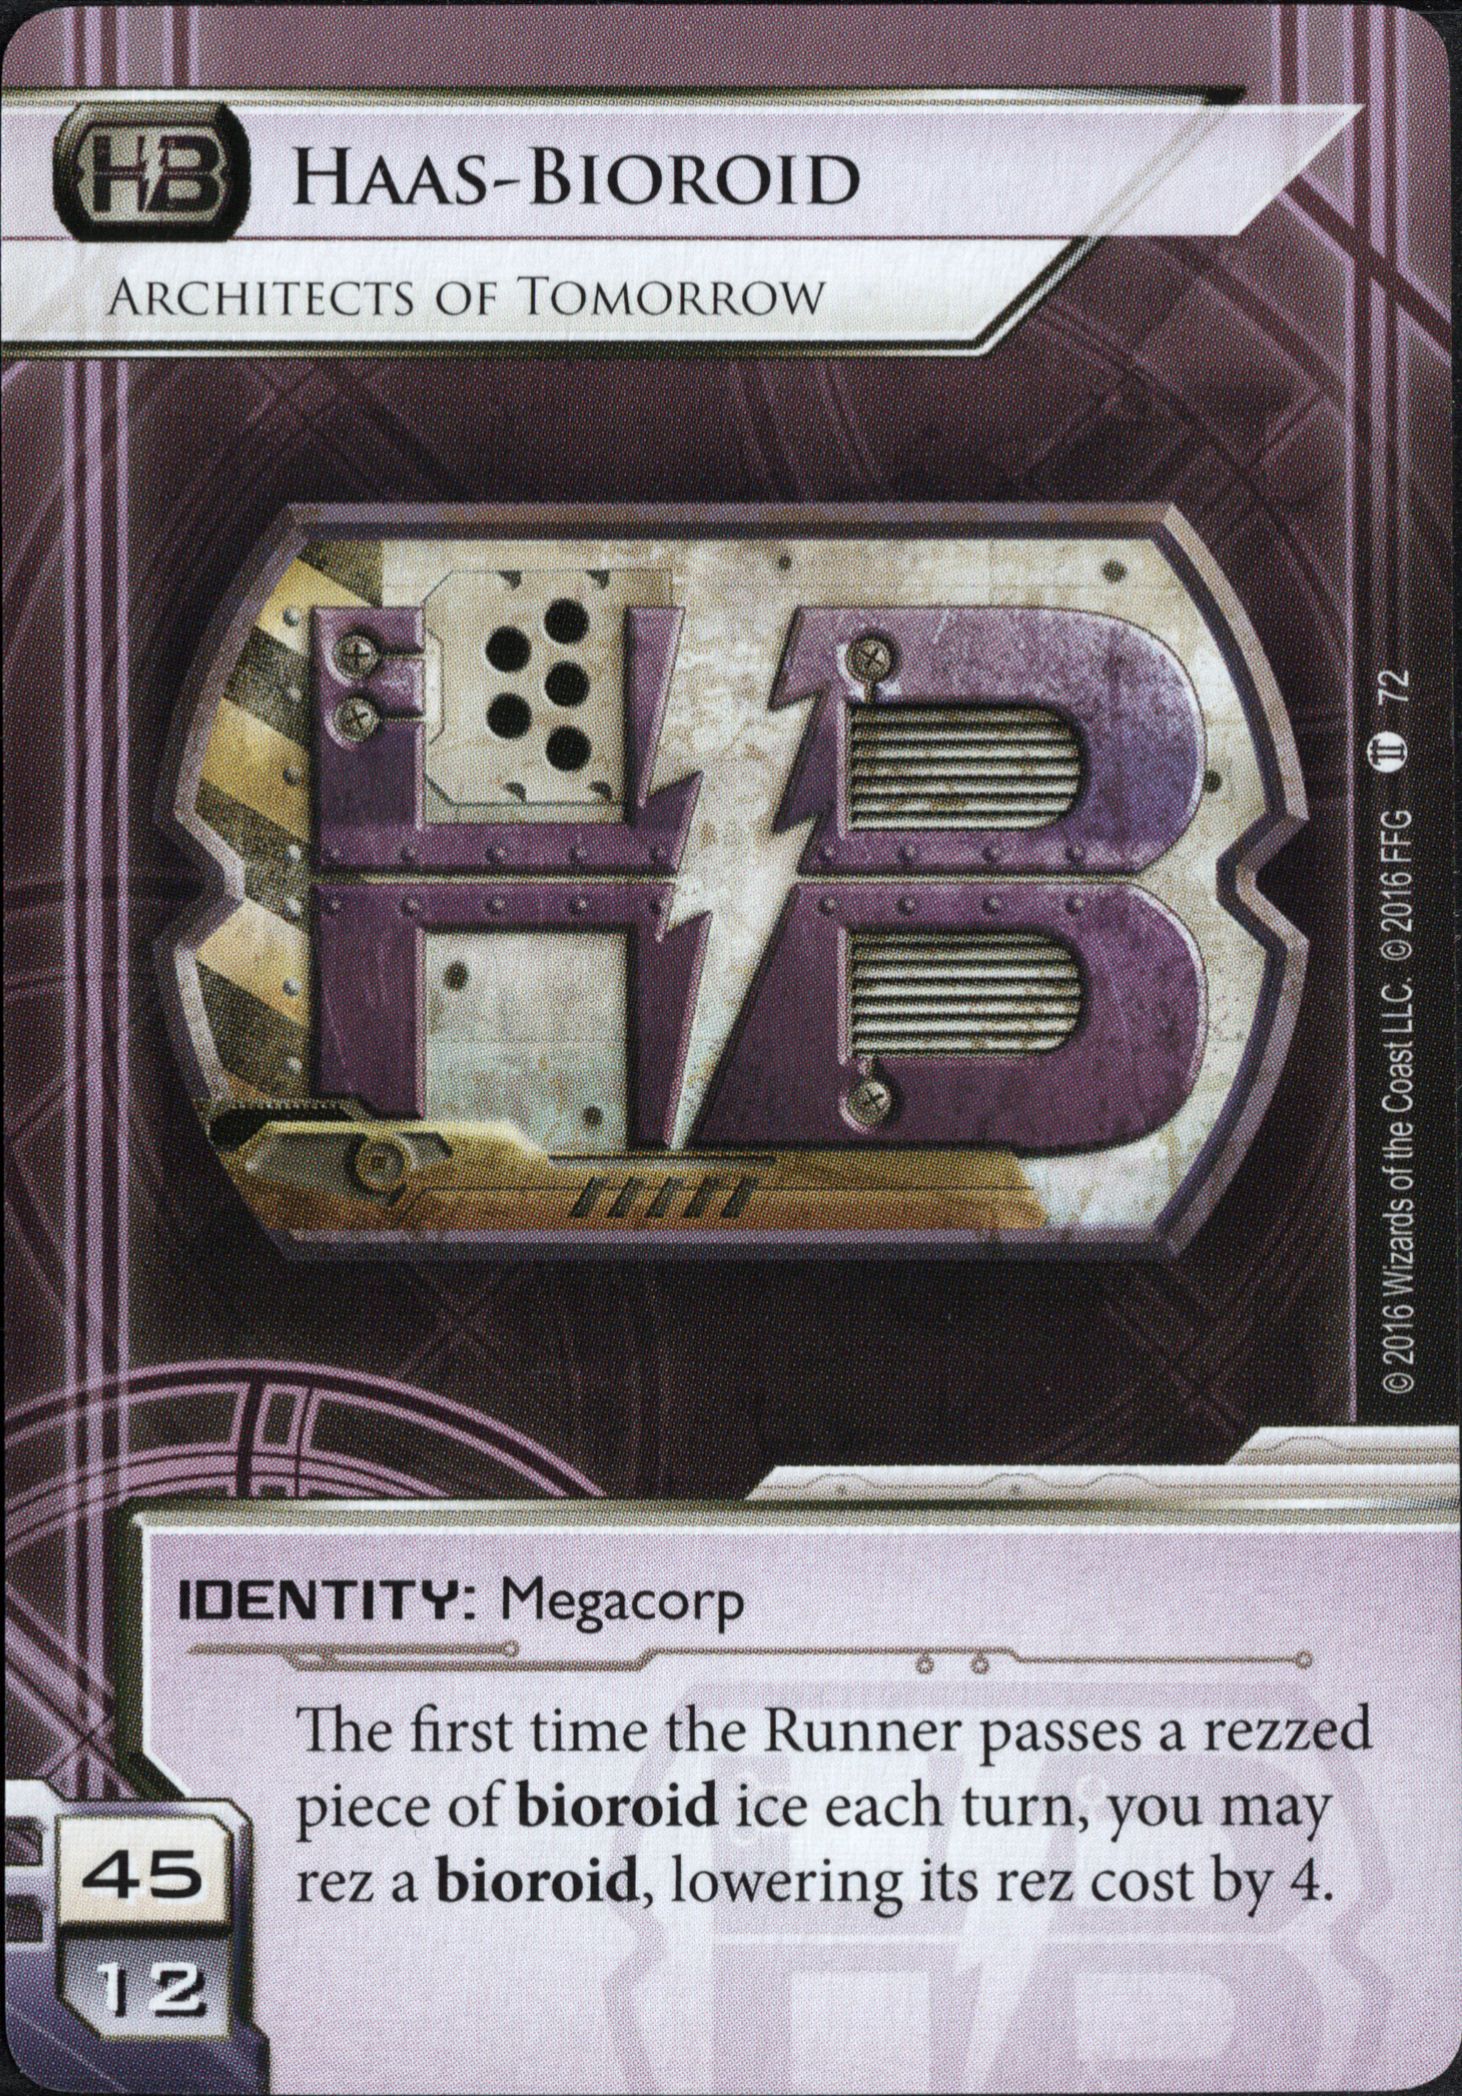 HB
HAAS-BIOROID
ARCHITECTS OF TOMORROW
HB
© 2016 Wizards of the Coast LLC. © 2016 FFG 72
IDENTITY: Megacorp
The first time the Runner passes a rezzed
piece of bioroid ice each turn, you may
rez a bioroid, lowering its rez cost by 4.
45
12